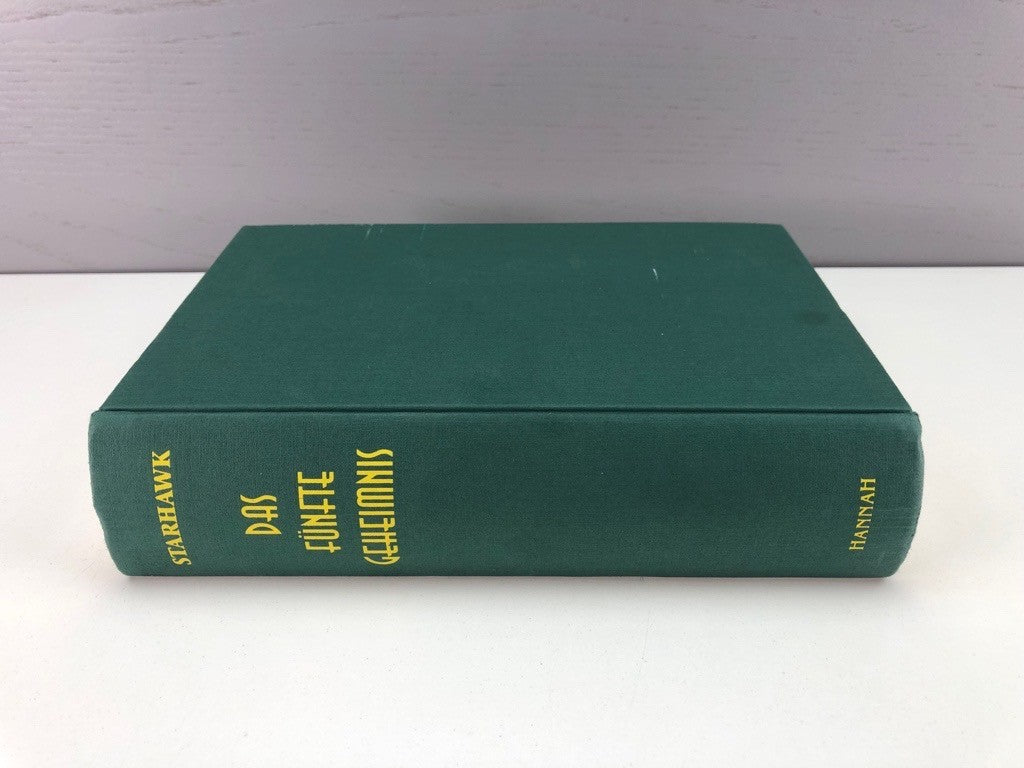 STARHAWK
DAS
FÜNFTE
GEHEIMNIS
HANNAH